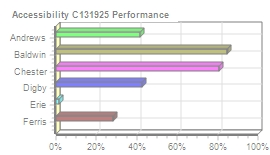 Accessibility C131925 Performance
Andrews
Baldwin
Chester
Digby
Erie
Ferris
0% 20% 40% 60% 80% 100%